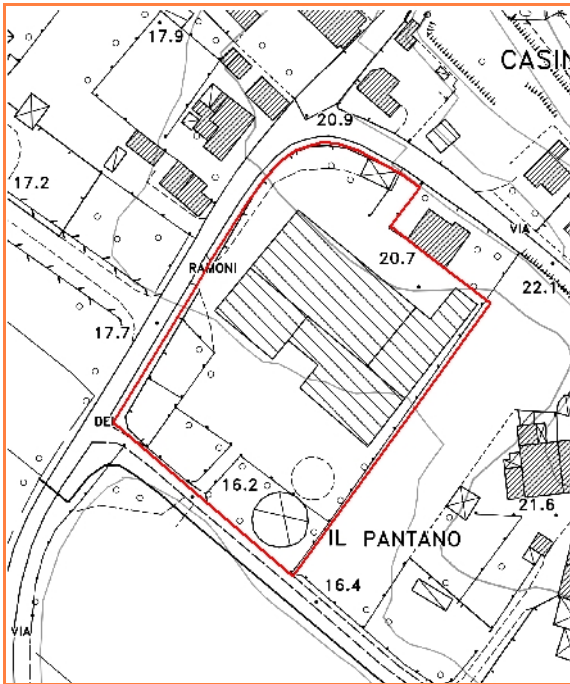 17.9
CASIN
20.9
17.2
VIA
20.7
RAMONI
22.1
17.7
DEI
16.2
21.6
IL PANTANO
16.4
VIA